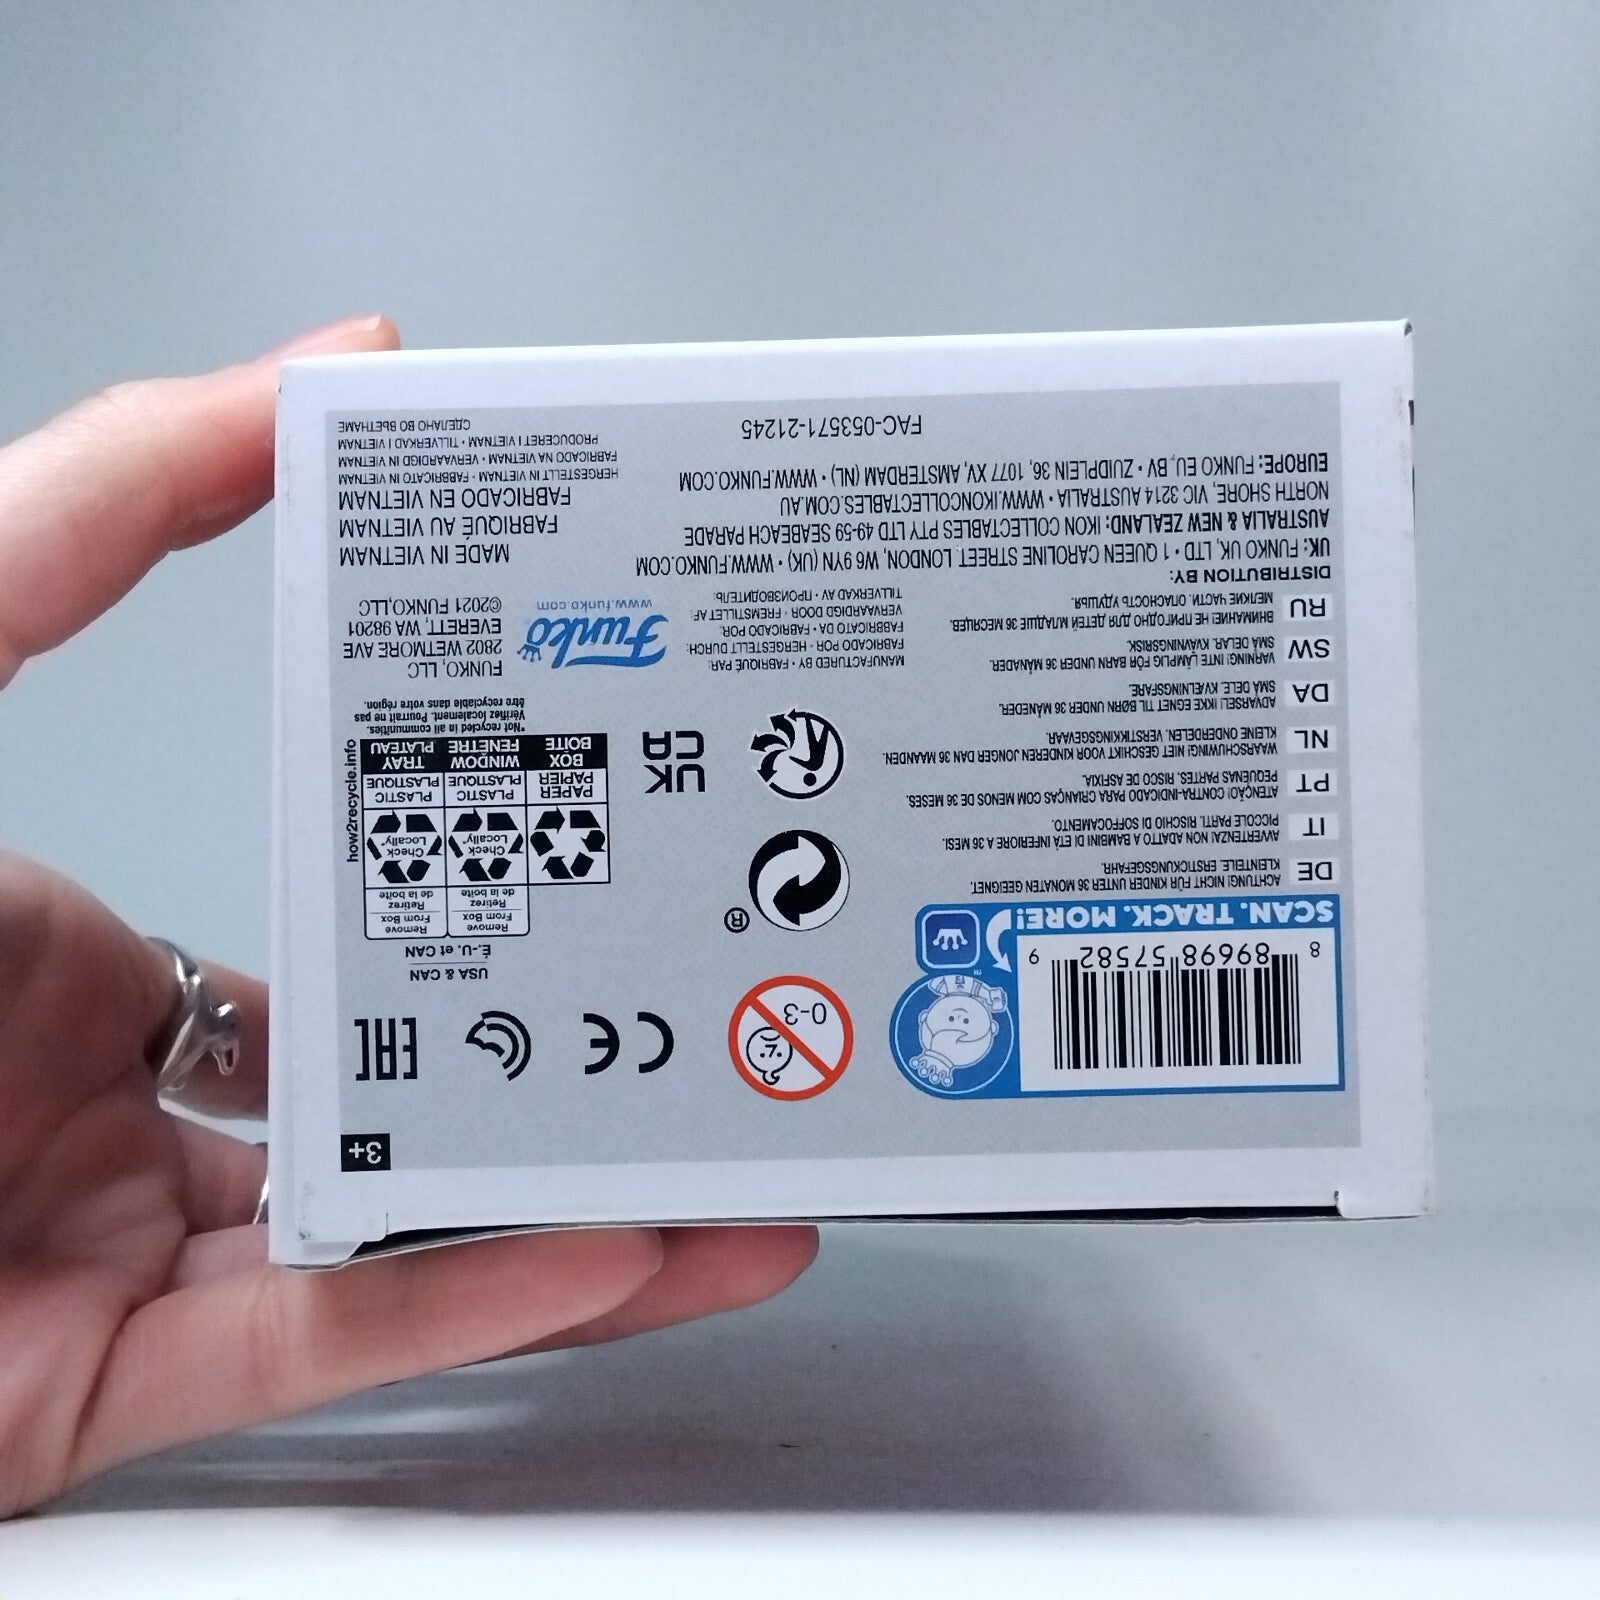 3+
8 89698 57582 9
SCAN. TRACK. MORE!
0-3
CE
EAC
USA & CAN
É.-U. et CAN
Remove
From Box
Retirez
de la boîte
Remove
From Box
Retirez
de la boîte
Check
Locally*
Check
Locally*
PAPER
PAPIER
BOX
BOÎTE
PLASTIC
PLASTIQUE
WINDOW
FENÊTRE
PLASTIC
PLASTIQUE
TRAY
PLATEAU
how2recycle.info
*Not recycled in all communities.
Vérifiez localement. Pourrait ne pas
être recyclable dans votre région.
®
UK
CA
DE
ACHTUNG! NICHT FÜR KINDER UNTER 36 MONATEN GEEIGNET.
KLEINTEILE. ERSTICKUNGSGEFAHR.
IT
AVVERTENZA! NON ADATTO A BAMBINI DI ETÀ INFERIORE A 36 MESI.
PICCOLE PARTI. RISCHIO DI SOFFOCAMENTO.
PT
ATENÇÃO! CONTRA-INDICADO PARA CRIANÇAS COM MENOS DE 36 MESES.
PEQUENAS PARTES. RISCO DE ASFIXIA.
NL
WAARSCHUWING! NIET GESCHIKT VOOR KINDEREN JONGER DAN 36 MAANDEN.
KLEINE ONDERDELEN. VERSTIKKINGSGEVAAR.
DA
ADVARSEL! IKKE EGNET TIL BØRN UNDER 36 MÅNEDER.
SMÅ DELE. KVÆLNINGSFARE.
SW
VARNING! INTE LÄMPLIG FÖR BARN UNDER 36 MÅNADER.
SMÅ DELAR. KVÄVNINGSRISK.
RU
ВНИМАНИЕ! НЕ ПРИГОДНО ДЛЯ ДЕТЕЙ МЛАДШЕ 36 МЕСЯЦЕВ.
МЕЛКИЕ ЧАСТИ. ОПАСНОСТЬ УДУШЬЯ.
MANUFACTURED BY • FABRIQUÉ PAR:
FABRICADO POR • HERGESTELLT DURCH:
FABBRICATO DA • FABRICADO POR:
VERVAARDIGD DOOR • FREMSTILLET AF
TILLVERKAD AV • ПРОИЗВОДИТЕЛЬ:
Funko
www.funko.com
FUNKO, LLC
2802 WETMORE AVE
EVERETT, WA 98201
©2021 FUNKO,LLC
DISTRIBUTION BY:
UK: FUNKO UK, LTD • 1 QUEEN CAROLINE STREET, LONDON, W6 9YN (UK) • WWW.FUNKO.COM
AUSTRALIA & NEW ZEALAND: IKON COLLECTABLES PTY LTD 49-59 SEABEACH PARADE
NORTH SHORE, VIC 3214 AUSTRALIA • WWW.IKONCOLLECTABLES.COM.AU
EUROPE: FUNKO EU, BV • ZUIDPLEIN 36, 1077 XV, AMSTERDAM (NL) • WWW.FUNKO.COM
MADE IN VIETNAM
FABRIQUÉ AU VIETNAM
FABRICADO EN VIETNAM
HERGESTELLT IN VIETNAM • FABBRICATO IN VIETNAM
FABRICADO NA VIETNAM • VERVAARDIGD IN VIETNAM
PRODUCERET I VIETNAM • TILLVERKAD I VIETNAM
СДЕЛАНО ВО ВЬЕТНАМЕ
FAC-053571-21245